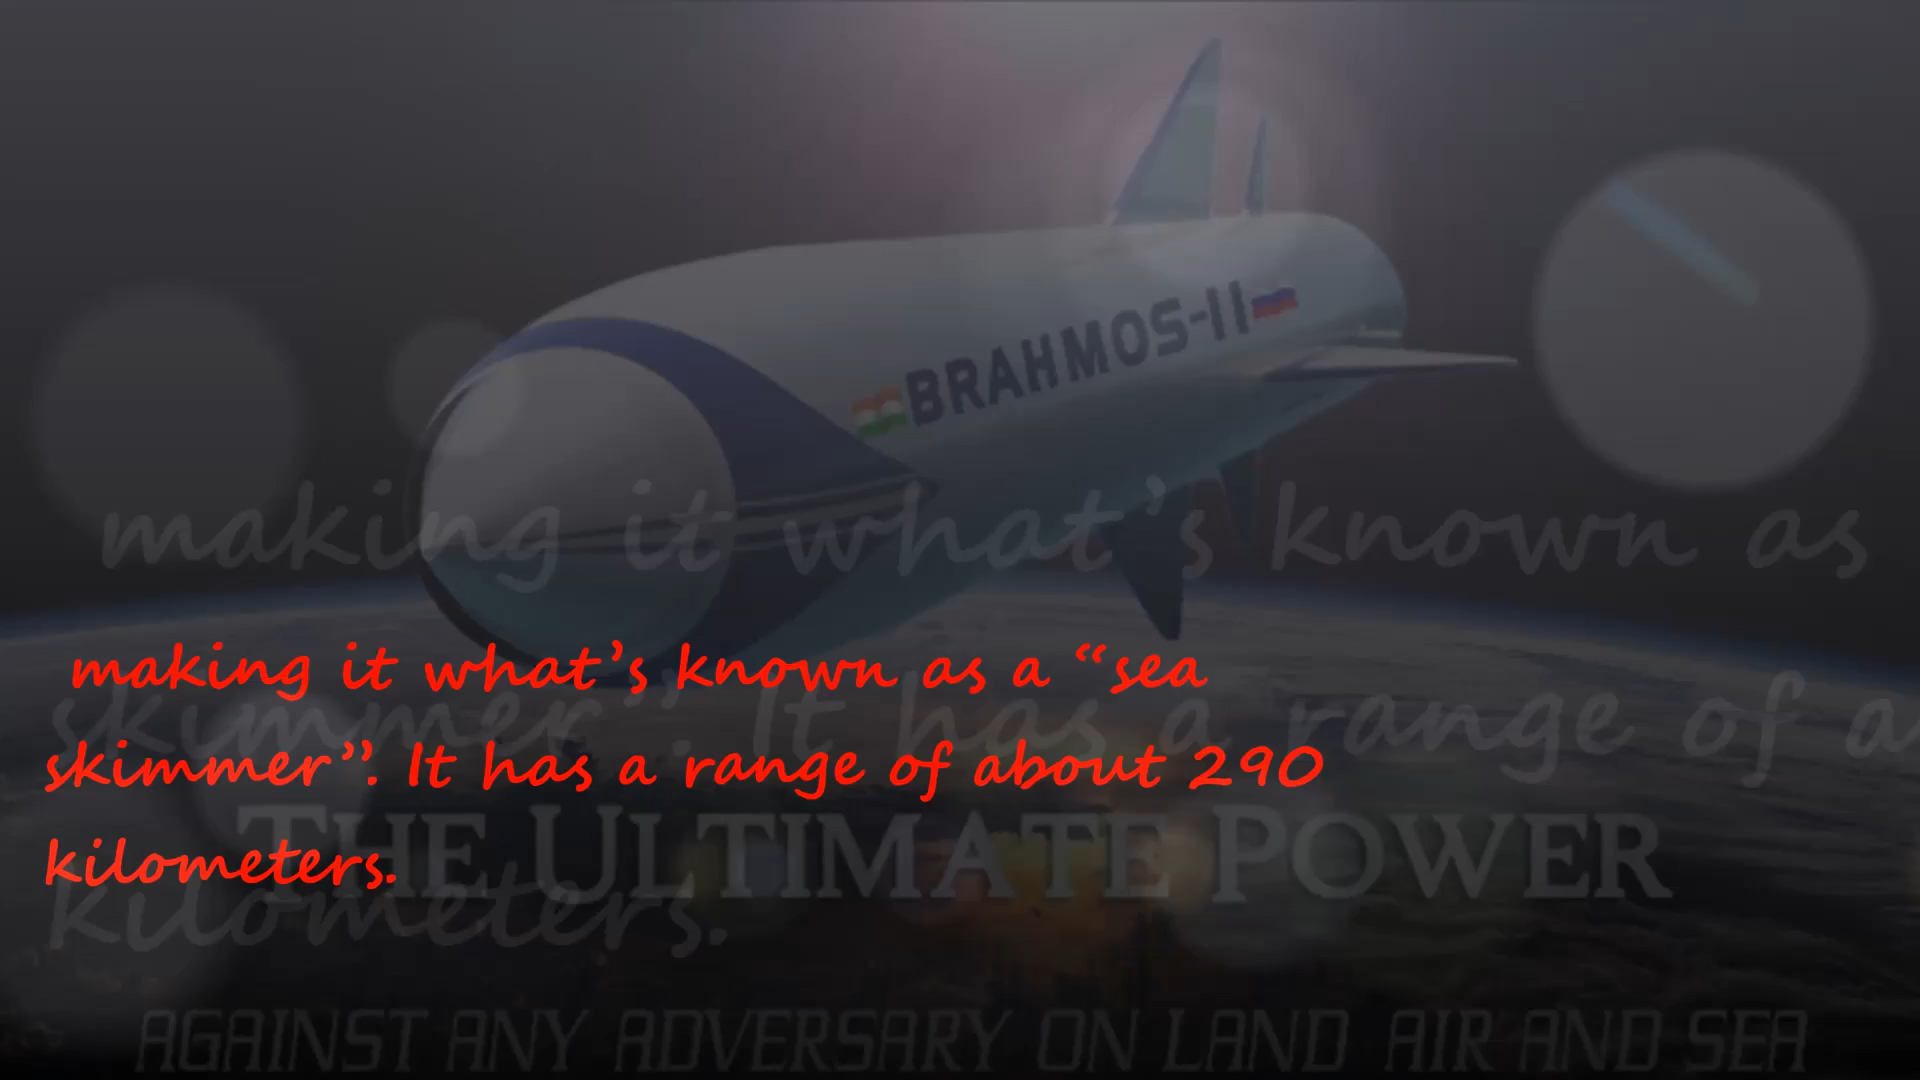 BRAHMOS-II
making it what's known as
making it what's known as a “sea
skimmer”. It has a range of a
skimmer”. It has a range of about 290
THE ULTIMATE POWER
kilometers.
kilometers.
AGAINST ANY ADVERSARY ON LAND AIR AND SEA